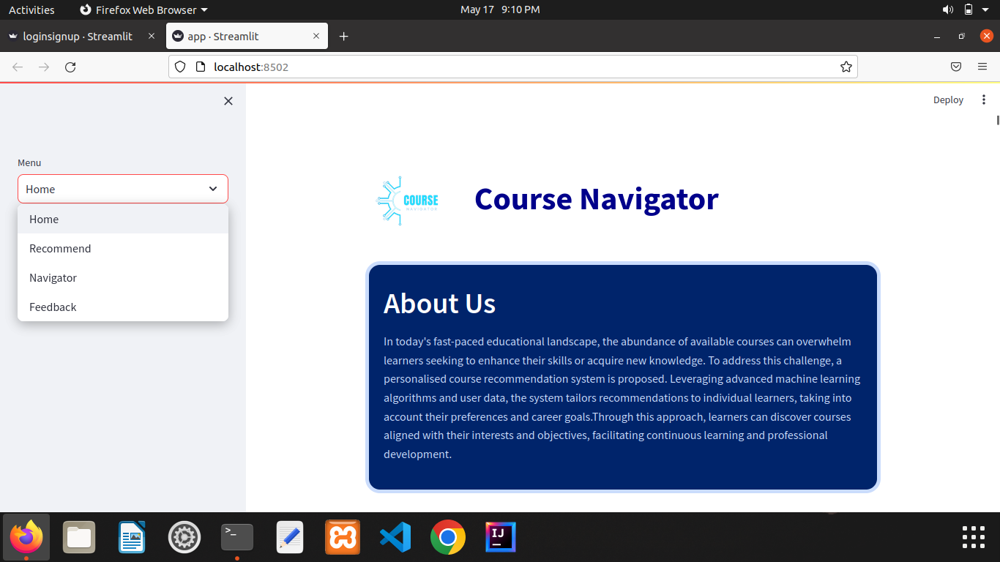 Activities
Firefox Web Browser
May 17 9:10 PM
loginsignup · Streamlit
app · Streamlit
localhost:8502
Deploy
Menu
Home
Home
Recommend
Navigator
Feedback
COURSE
NAVIGATOR
Course Navigator
About Us
In today's fast-paced educational landscape, the abundance of available courses can overwhelm
learners seeking to enhance their skills or acquire new knowledge. To address this challenge, a
personalised course recommendation system is proposed. Leveraging advanced machine learning
algorithms and user data, the system tailors recommendations to individual learners, taking into
account their preferences and career goals.Through this approach, learners can discover courses
aligned with their interests and objectives, facilitating continuous learning and professional
development.
>_
IJ